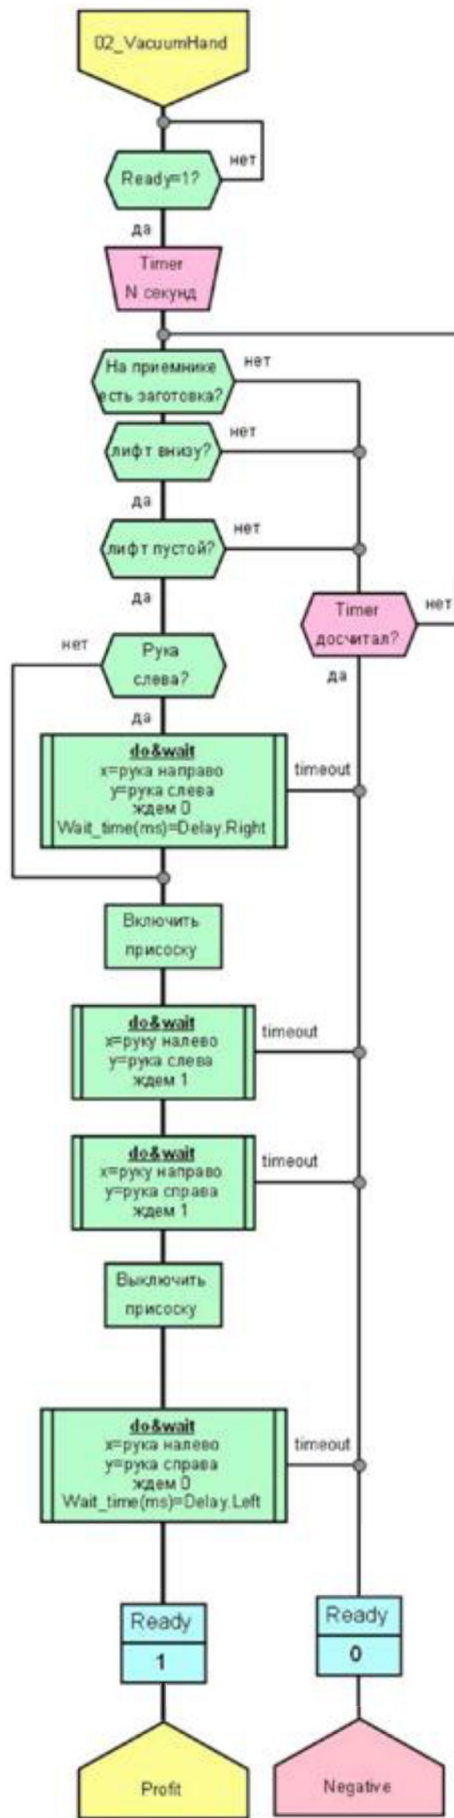 02_VacuumHand
нет
Ready=1?
да
Timer
N секунд
На приемнике
есть заготовка?
нет
лифт внизу?
нет
да
лифт пустой?
нет
да
Timer
досчитал?
нет
да
нет
Рука
слева?
да
do&wait
x=рука направо
y=рука слева
ждем 0
Wait_time(ms)=Delay.Right
timeout
Включить
присоску
do&wait
x=руку налево
y=рука слева
ждем 1
timeout
do&wait
x=руку направо
y=рука справа
ждем 1
timeout
Выключить
присоску
do&wait
x=рука налево
y=рука справа
ждем 0
Wait_time(ms)=Delay.Left
timeout
Ready
1
Ready
0
Profit
Negative